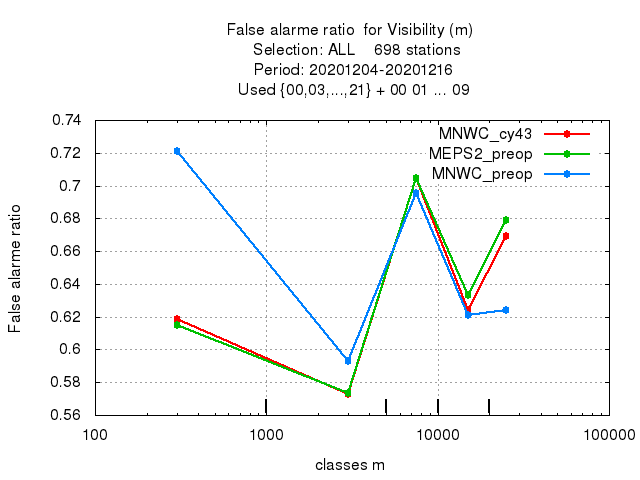 False alarme ratio  for Visibility (m)
Selection: ALL    698 stations
Period: 20201204-20201216
Used {00,03,...,21} + 00 01 ... 09
MNWC_cy43
MEPS2_preop
MNWC_preop
False alarme ratio
0.74
0.72
0.7
0.68
0.66
0.64
0.62
0.6
0.58
0.56
100
1000
10000
100000
classes m